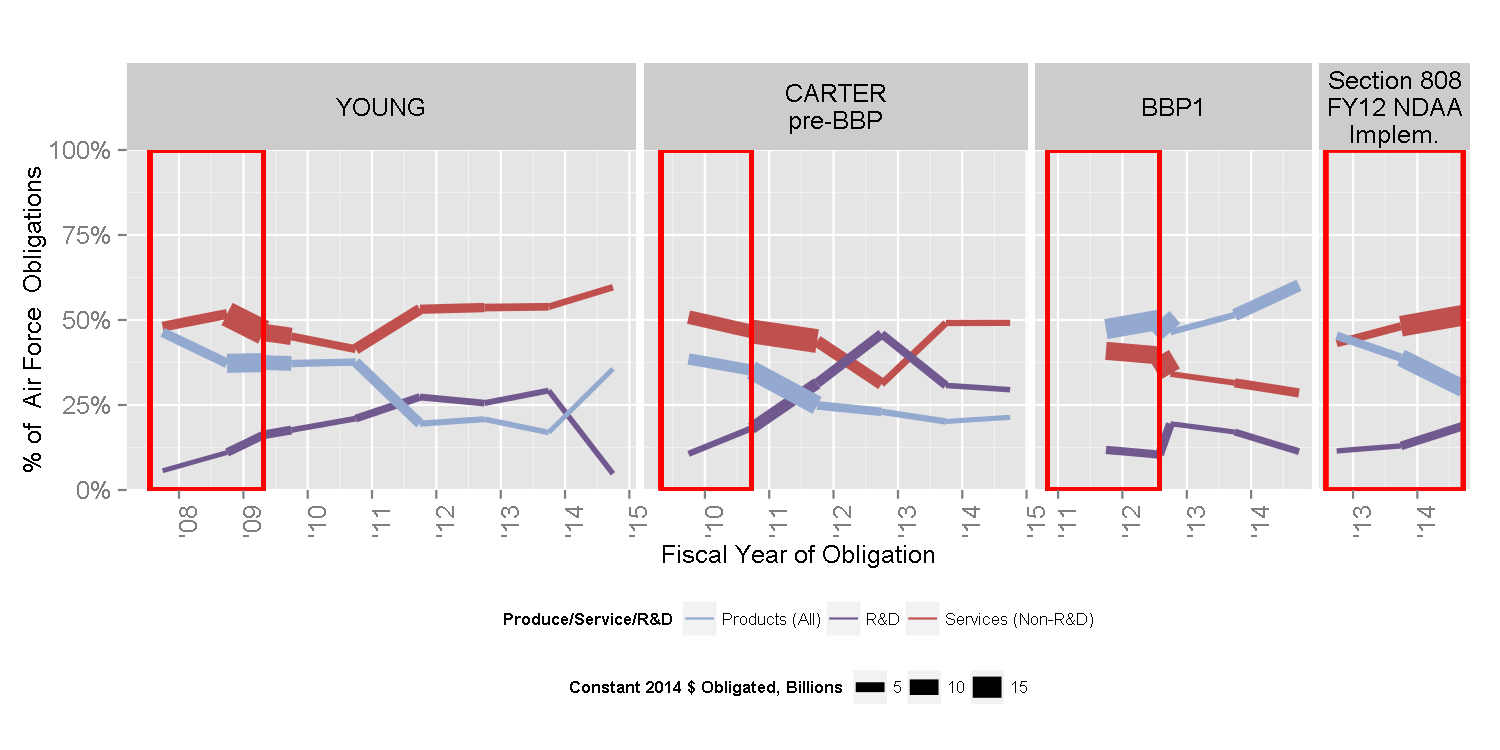 YOUNG
CARTER
pre-BBP
BBP1
Section 808
FY12 NDAA
Implem.
100%
75%
50%
25%
0%
% of  Air Force  Obligations
'08 '09 '10 '11 '12 '13 '14 '15
'10 '11 '12 '13 '14 '15
'11 '12 '13 '14
'13 '14
Fiscal Year of Obligation
Produce/Service/R&D Products (All) R&D Services (Non-R&D)
Constant 2014 $ Obligated, Billions 5 10 15